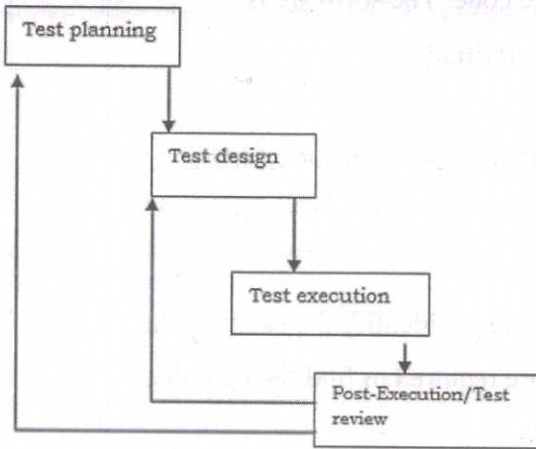 Test planning
Test design
Test execution
Post-Execution/Test
review